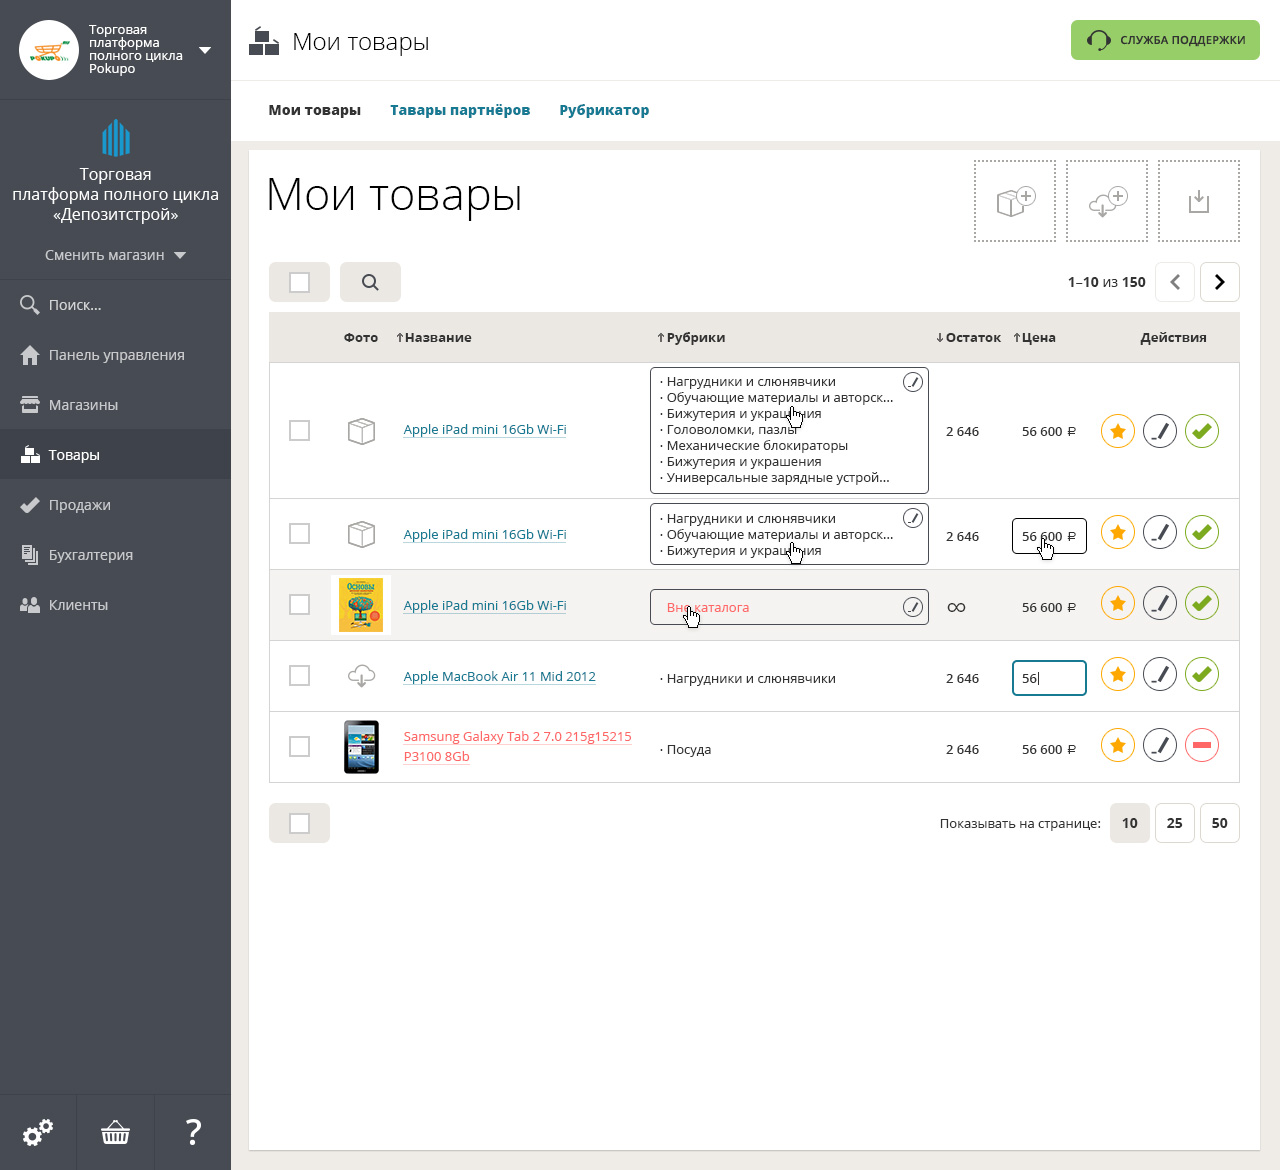 Торговая
платформа
полного цикла
Pokupo
POKUPO
Мои товары
СЛУЖБА ПОДДЕРЖКИ
Мои товары
Тавары партнёров
Рубрикатор
Торговая
платформа полного цикла
«Депозитстрой»
Сменить магазин
Поиск...
Панель управления
Магазины
Товары
Продажи
Бухгалтерия
Клиенты
?
Мои товары
1–10 из 150
Фото ↑Название ↑Рубрики ↓Остаток ↑Цена Действия
Apple iPad mini 16Gb Wi-Fi
· Нагрудники и слюнявчики
· Обучающие материалы и авторск...
· Бижутерия и украшения
· Головоломки, пазлы
· Механические блокираторы
· Бижутерия и украшения
· Универсальные зарядные устрой...
2 646
56 600 ₽
Apple iPad mini 16Gb Wi-Fi
· Нагрудники и слюнявчики
· Обучающие материалы и авторск...
· Бижутерия и украшения
2 646
56 600 ₽
Основы
Apple iPad mini 16Gb Wi-Fi
Вне каталога
∞
56 600 ₽
Apple MacBook Air 11 Mid 2012
· Нагрудники и слюнявчики
2 646
56
Samsung Galaxy Tab 2 7.0 215g15215
P3100 8Gb
· Посуда
2 646
56 600 ₽
Показывать на странице: 10 25 50